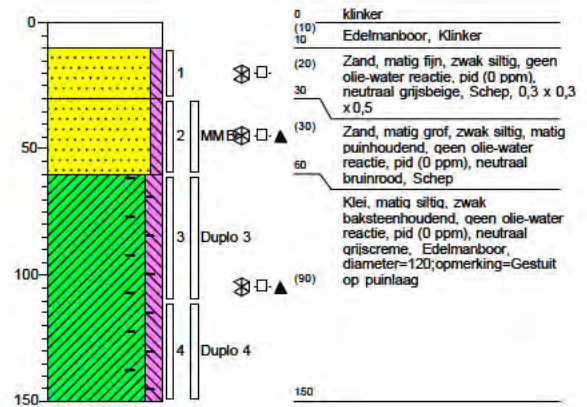 0
klinker
(10)
10
Edelmanboor, Klinker
(20)
Zand, matig fijn, zwak siltig, geen
olie-water reactie, pid (0 ppm),
neutraal grijsbeige, Schep, 0,3 x 0,3
x 0,5
30
(30)
Zand, matig grof, zwak siltig, matig
puinhoudend, geen olie-water
reactie, pid (0 ppm), neutraal
bruinrood, Schep
60
Klei, matig siltig, zwak
baksteenhoudend, geen olie-water
reactie, pid (0 ppm), neutraal
grijscreme, Edelmanboor,
diameter=120;opmerking=Gestuit
op puinlaag
(90)
150
0
50
100
150
1
2
3
Duplo 3
4
Duplo 4